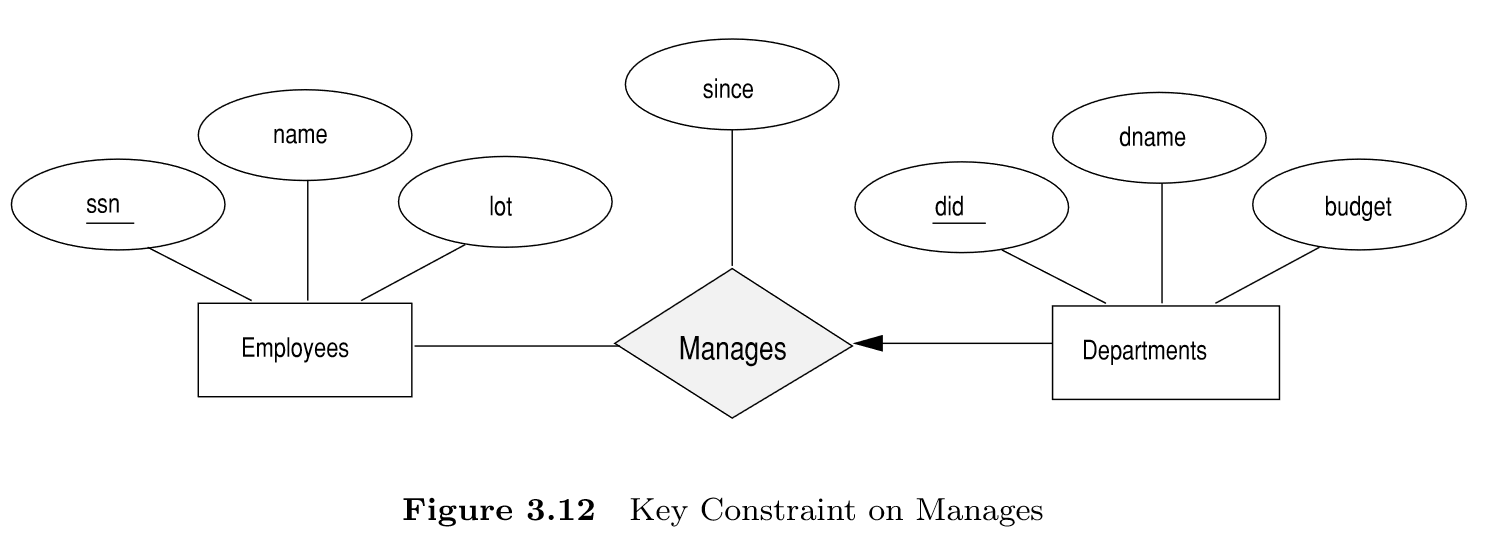 since
name
dname
ssn
lot
did
budget
Employees
Manages
Departments
Figure 3.12 Key Constraint on Manages